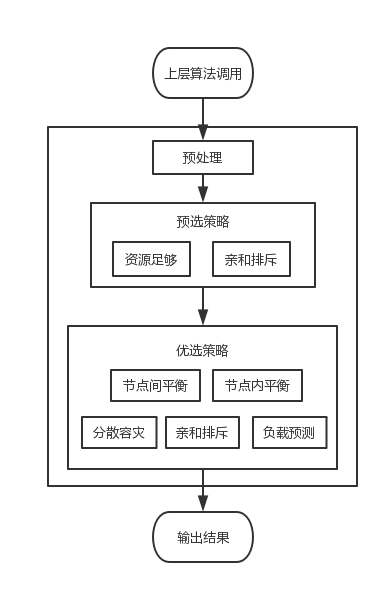 上层算法调用
预处理
预选策略
资源足够 亲和排斥
优选策略
节点间平衡 节点内平衡
分散容灾 亲和排斥 负载预测
输出结果